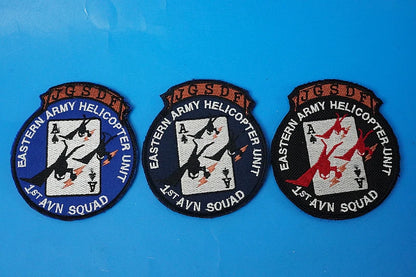 JGSDF
EASTERN ARMY HELICOPTER UNIT
A
A
1ST AVN SQUAD
JGSDF
EASTERN ARMY HELICOPTER UNIT
A
A
1ST AVN SQUAD
JGSDF
EASTERN ARMY HELICOPTER UNIT
A
A
1ST AVN SQUAD